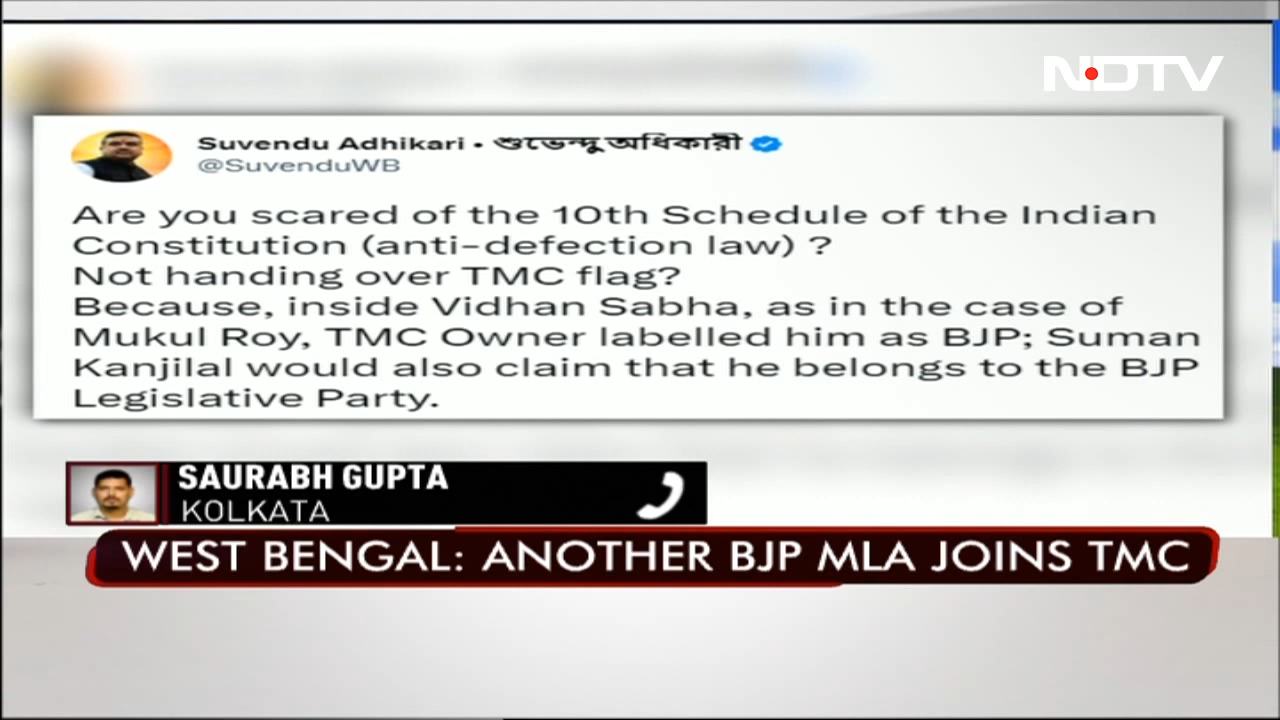 NDTV
Suvendu Adhikari • শুভেন্দু অধিকারী
@SuvenduWB
Are you scared of the 10th Schedule of the Indian
Constitution (anti-defection law) ?
Not handing over TMC flag?
Because, inside Vidhan Sabha, as in the case of
Mukul Roy, TMC Owner labelled him as BJP; Suman
Kanjilal would also claim that he belongs to the BJP
Legislative Party.
SAURABH GUPTA
KOLKATA
WEST BENGAL: ANOTHER BJP MLA JOINS TMC